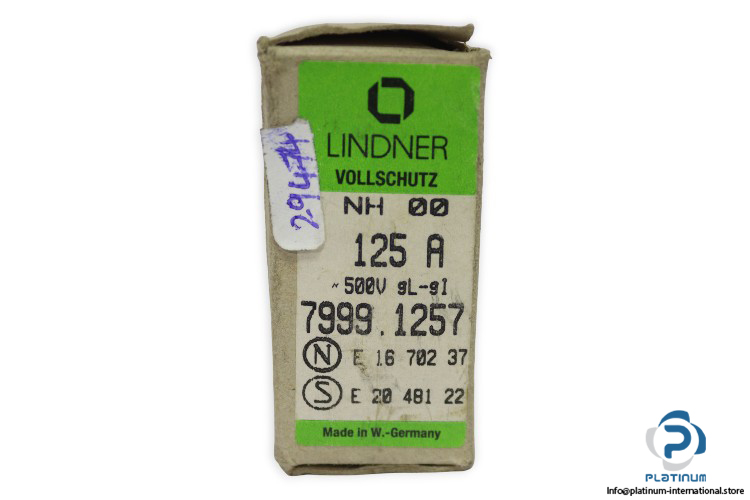 LINDNER
VOLLSCHUTZ
NH 00
125 A
~500V gL-gI
7999.1257
N E 16 702 37
S E 20 481 22
Made in W.-Germany
29474
PLATINUM
Info@platinum-international.store